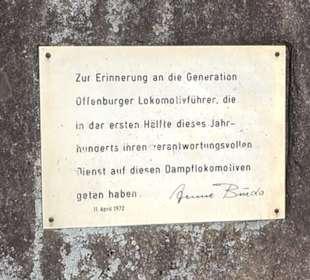 Zur Erinnerung an die Generation
Offenburger Lokomotivführer, die
in der ersten Hälfte dieses Jahr-
hunderts ihren verantwortungsvollen
Dienst auf diesen Dampflokomotiven
getan haben.
11. April 1972